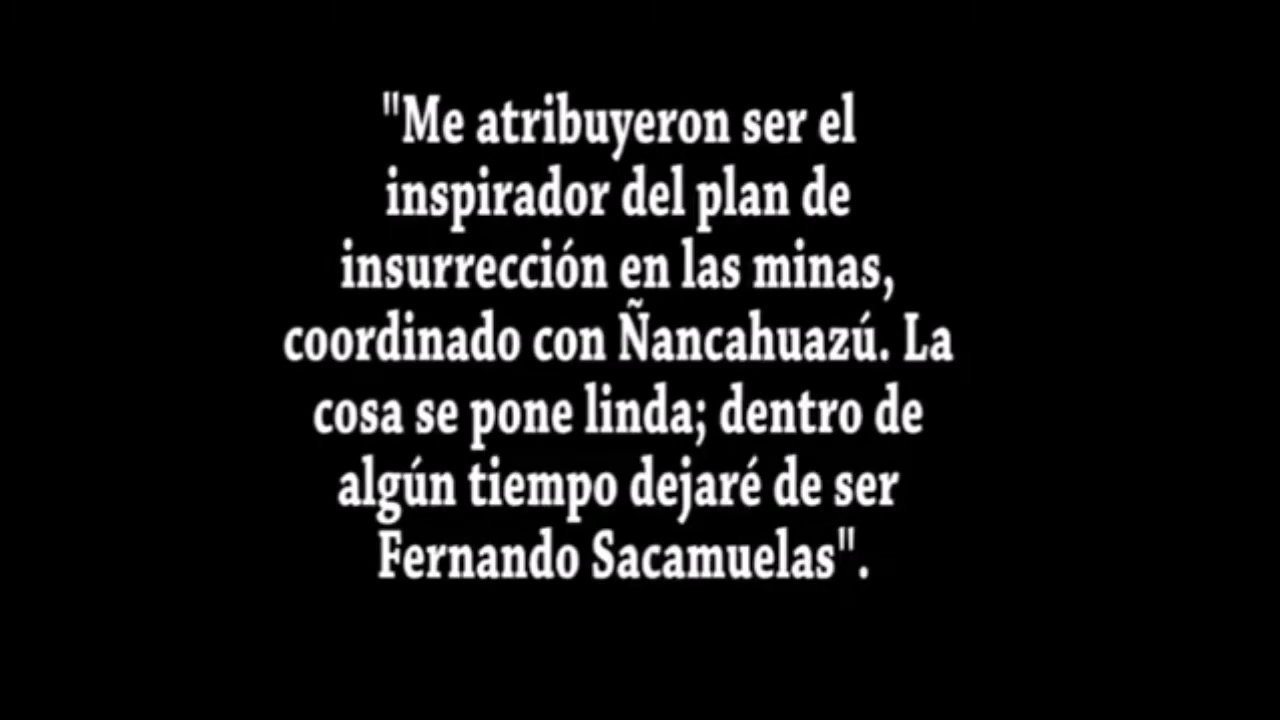 "Me atribuyeron ser el
inspirador del plan de
insurrección en las minas,
coordinado con Ñancahuazú. La
cosa se pone linda; dentro de
algún tiempo dejaré de ser
Fernando Sacamuelas".